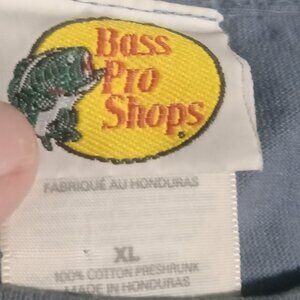 Bass
Pro
Shops
FABRIQUÉ AU HONDURAS
XL
100% COTTON PRESHRUNK
MADE IN HONDURAS